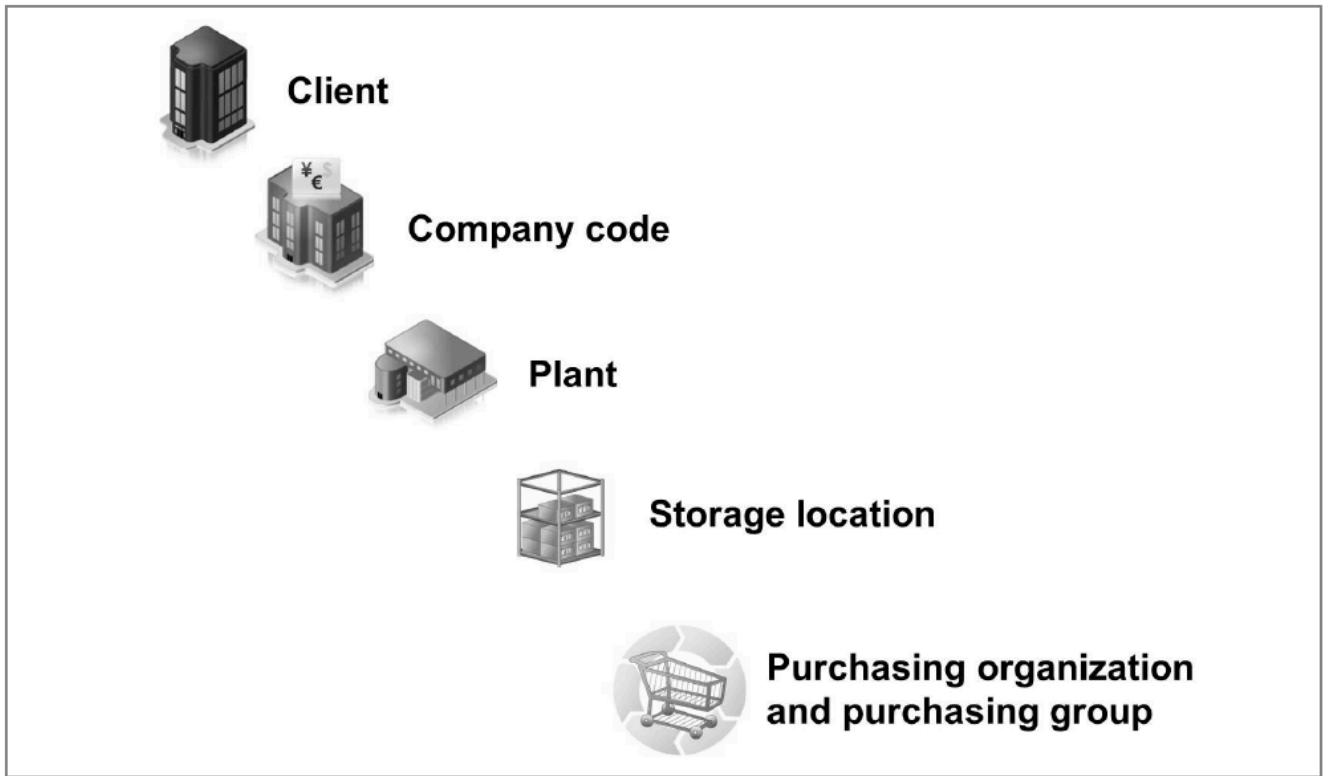 Client
¥ $
€
Company code
Plant
Storage location
Purchasing organization
and purchasing group